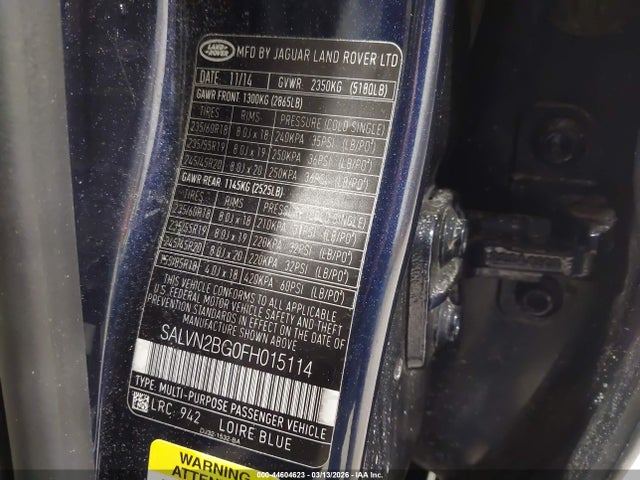 LAND ROVER
MFD BY JAGUAR LAND ROVER LTD
DATE 11/14 GVWR 2350KG (5180LB)
GAWR FRONT 1300KG (2865LB)
TIRES RIMS PRESSURE (COLD SINGLE)
235/60R18 8.0J x 18 240KPA 35PSI (LB/PO²)
235/55R19 8.0J x 19 250KPA 36PSI (LB/PO²)
245/45R20 8.0J x 20 250KPA 36PSI (LB/PO²)
GAWR REAR 1145KG (2525LB)
TIRES RIMS PRESSURE (COLD SINGLE)
235/60R18 8.0J x 18 210KPA 31PSI (LB/PO²)
235/55R19 8.0J x 19 220KPA 32PSI (LB/PO²)
245/45R20 8.0J x 20 220KPA 32PSI (LB/PO²)
4.0J x 18 420KPA 60PSI (LB/PO²)
THIS VEHICLE CONFORMS TO ALL APPLICABLE
U.S. FEDERAL MOTOR VEHICLE SAFETY AND THEFT
PREVENTION STANDARDS IN EFFECT ON THE DATE OF
MANUFACTURE SHOWN ABOVE
SALVN2BG0FH015114
TYPE: MULTI-PURPOSE PASSENGER VEHICLE
LRC 942 LOIRE BLUE
WARNING
000-44604623 | 03/13/2026 | IAAI.COM